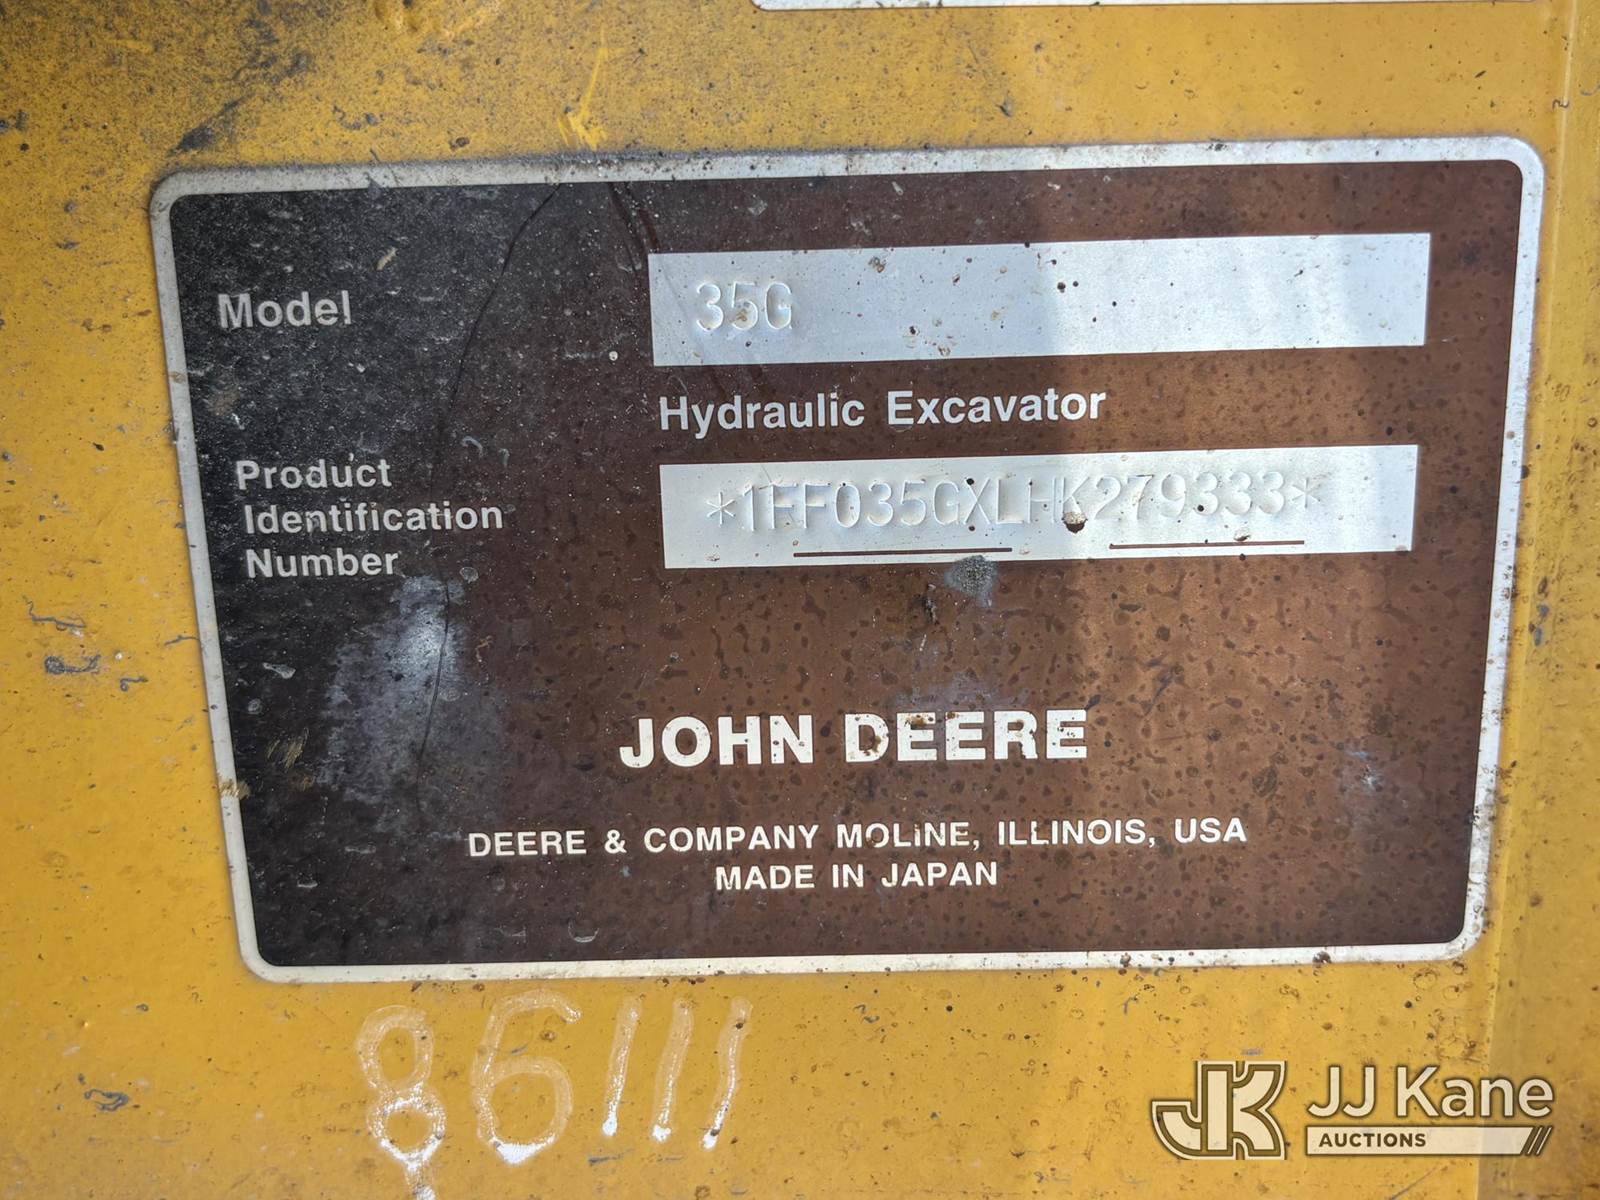 Model 35G
Hydraulic Excavator
Product
Identification
Number
*1FF035GXLHK279333*
JOHN DEERE
DEERE & COMPANY MOLINE, ILLINOIS, USA
MADE IN JAPAN
86111
JK JJ Kane
AUCTIONS